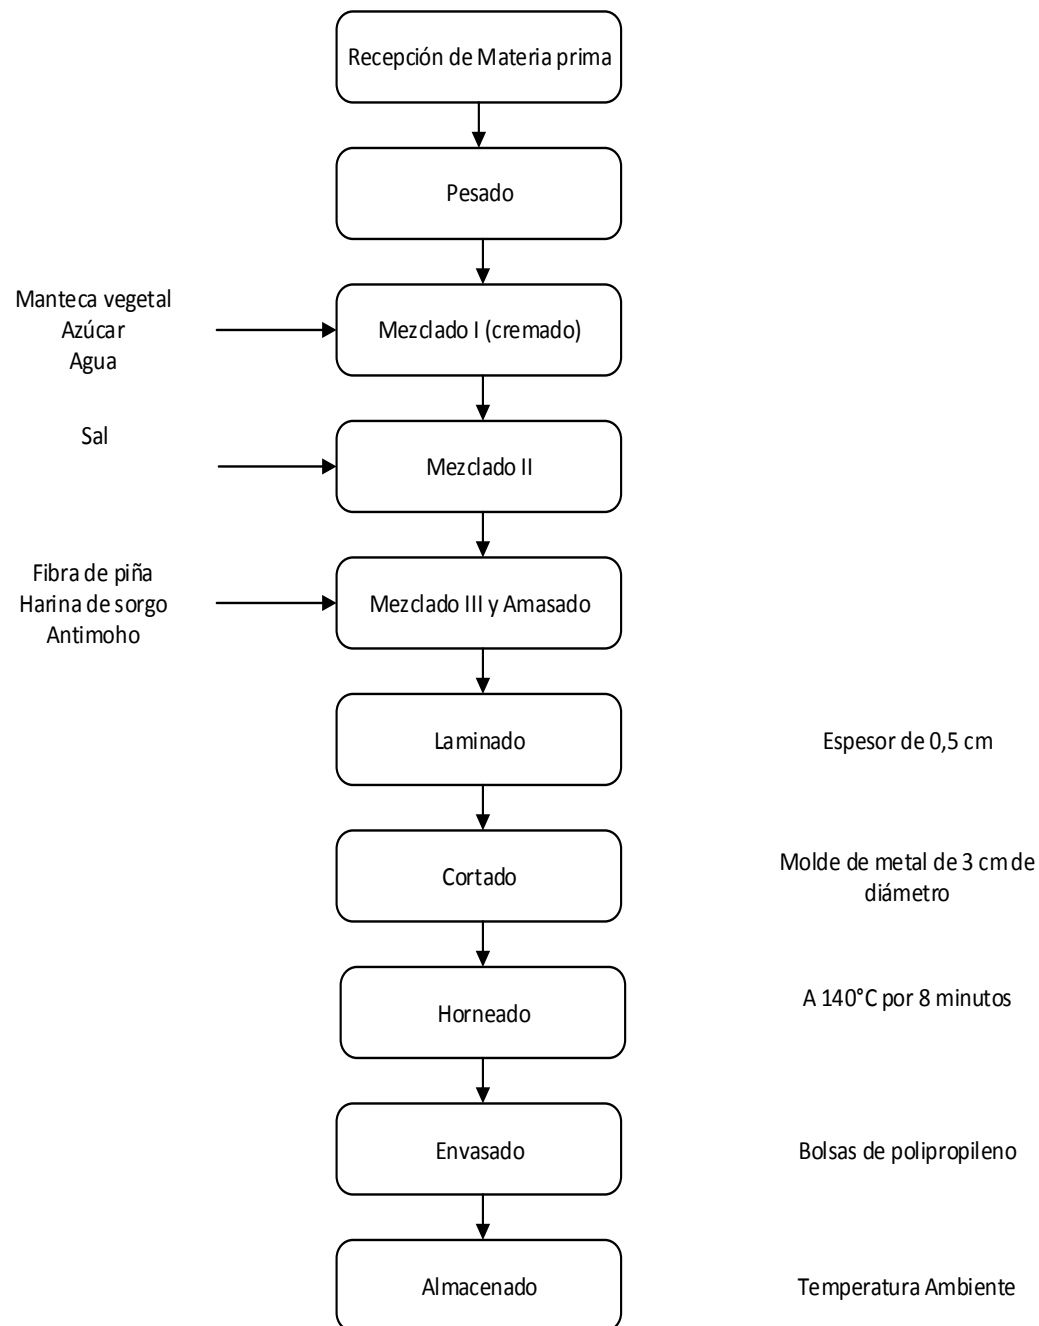 Recepción de Materia prima
Pesado
Manteca vegetal
Azúcar
Agua
Mezclado I (cremado)
Sal
Mezclado II
Fibra de piña
Harina de sorgo
Antimoho
Mezclado III y Amasado
Laminado
Espesor de 0,5 cm
Cortado
Molde de metal de 3 cm de
diámetro
Horneado
A 140°C por 8 minutos
Envasado
Bolsas de polipropileno
Almacenado
Temperatura Ambiente